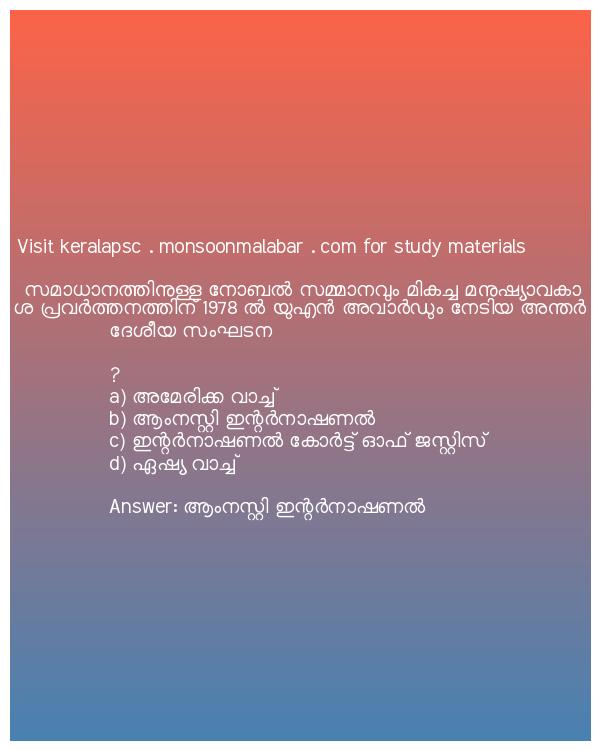 Visit keralapsc . monsoonmalabar . com for study materials
സമാധാനത്തിനുള്ള നോബൽ സമ്മാനവും മികച്ച മനുഷ്യാവകാ
ശ പ്രവർത്തനത്തിന് 1978 ൽ യുഎൻ അവാർഡും നേടിയ അന്തർ
ദേശീയ സംഘടന
?
a) അമേരിക്ക വാച്ച്
b) ആംനസ്റ്റി ഇന്റർനാഷണൽ
c) ഇന്റർനാഷണൽ കോർട്ട് ഓഫ് ജസ്റ്റിസ്
d) ഏഷ്യ വാച്ച്
Answer: ആംനസ്റ്റി ഇന്റർനാഷണൽ